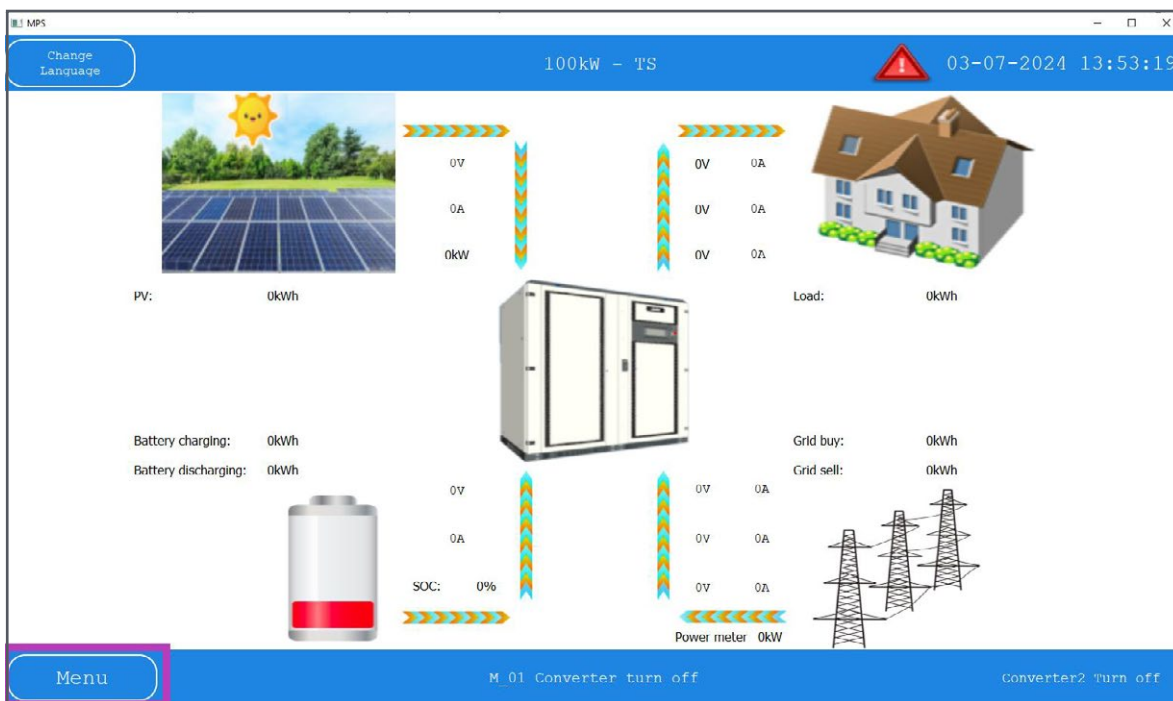 MPS
Change
Language
100kW - TS
03-07-2024 13:53:19
0V
0V 0A
0A
0V 0A
0kW
0V 0A
PV: 0kWh
Load: 0kWh
Battery charging: 0kWh
Grid buy: 0kWh
Battery discharging: 0kWh
Grid sell: 0kWh
0V
0V 0A
0A
0V 0A
SOC: 0%
0V 0A
Power meter 0kW
Menu
M_01 Converter turn off
Converter2 Turn off